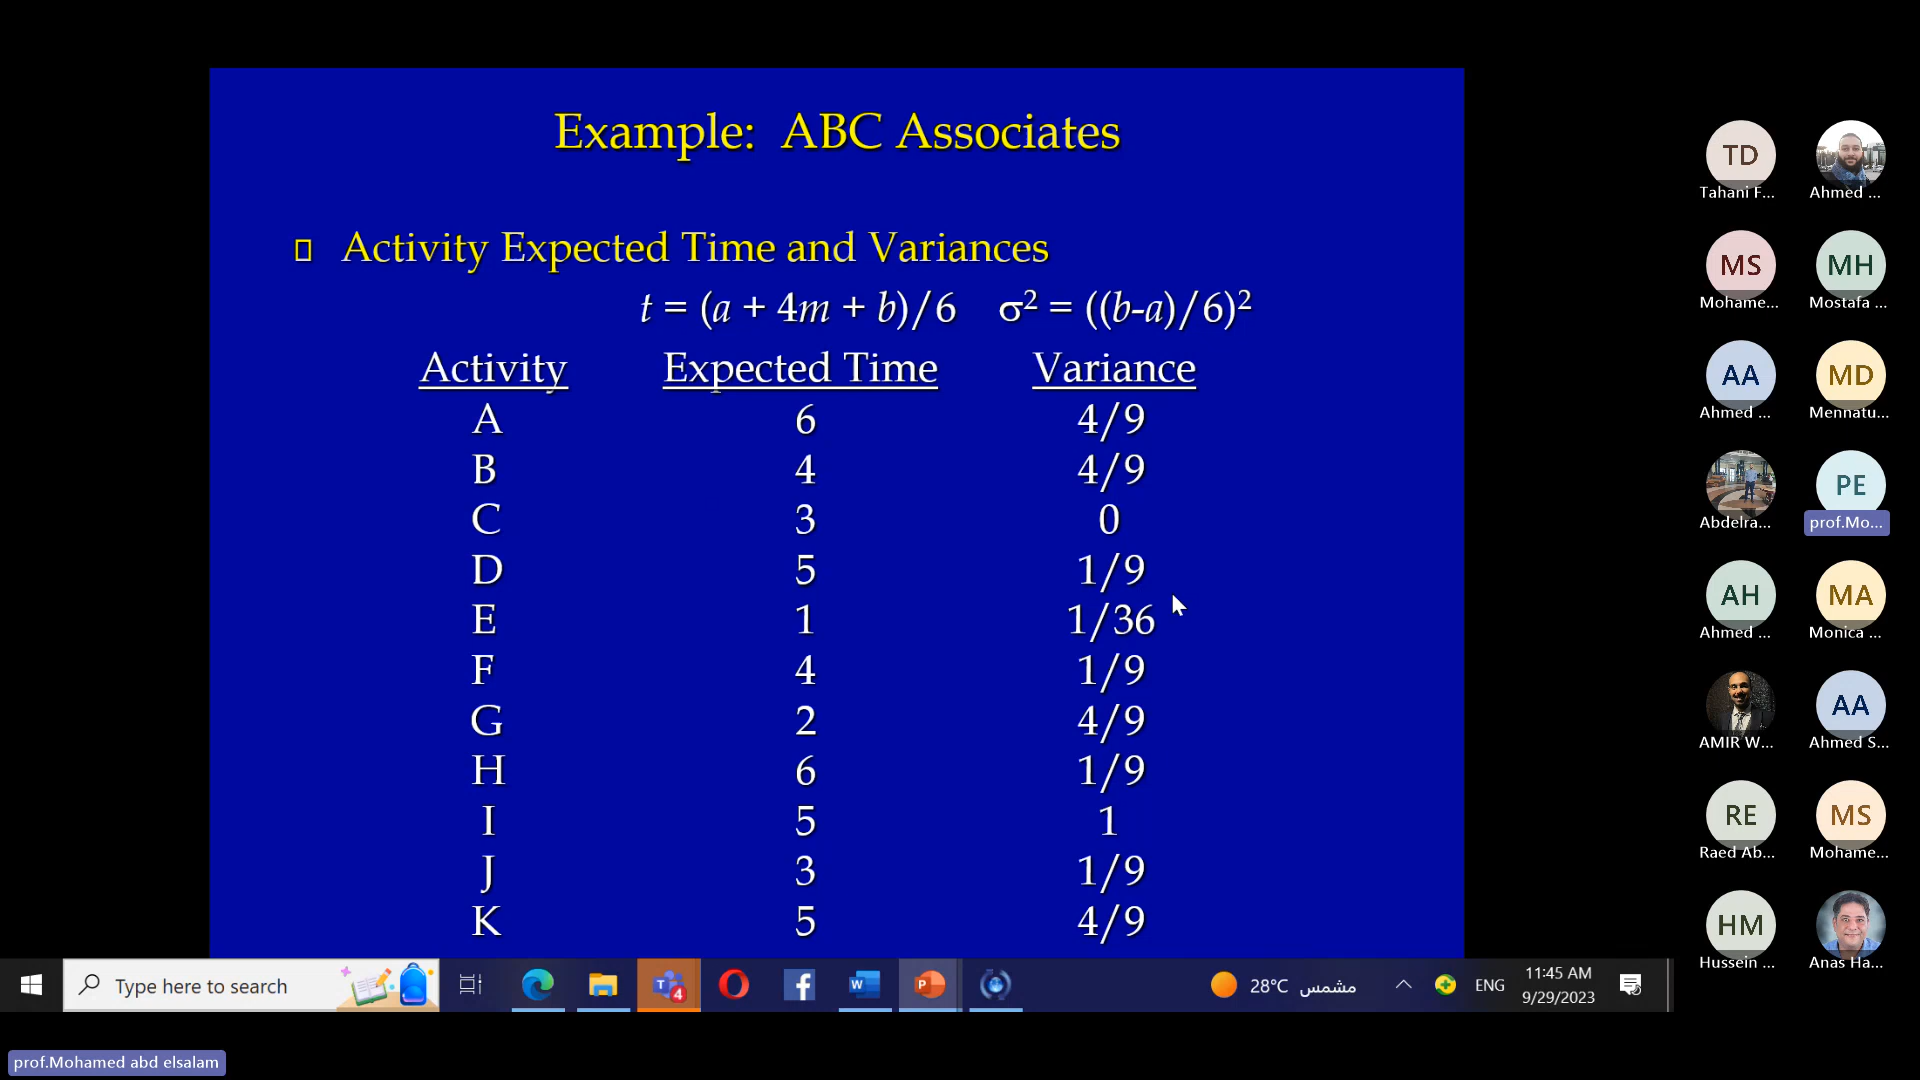 Example: ABC Associates
Activity Expected Time and Variances
t = (a + 4m + b)/6 σ² = ((b-a)/6)²
Activity Expected Time Variance
A 6 4/9
B 4 4/9
C 3 0
D 5 1/9
E 1 1/36
F 4 1/9
G 2 4/9
H 6 1/9
I 5 1
J 3 1/9
K 5 4/9
TD
Tahani F...
Ahmed ...
MS
Mohame...
MH
Mostafa ...
AA
Ahmed ...
MD
Mennatu...
Abdelra...
PE
prof.Mo...
AH
Ahmed ...
MA
Monica ...
AMIR W...
AA
Ahmed S...
RE
Raed Ab...
MS
Mohame...
HM
Hussein ...
Anas Ha...
Type here to search
T
4
W
P
28°C مشمس
ENG
11:45 AM
9/29/2023
prof.Mohamed abd elsalam